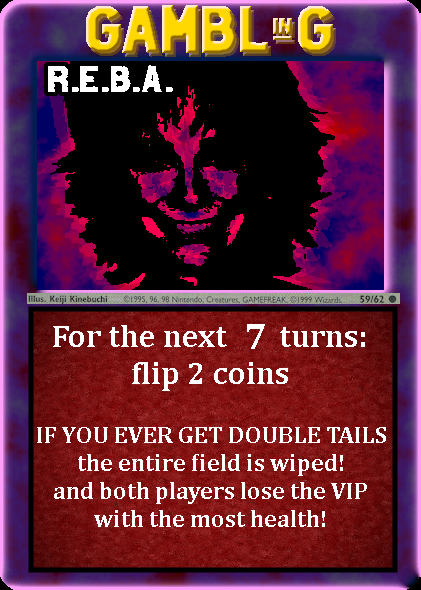 GAMBLING
R.E.B.A.
Illus. Keiji Kinebuchi ©1995, 96, 98 Nintendo, Creatures, GAMEFREAK. ©1999 Wizards. 59/62
For the next 7 turns:
flip 2 coins
IF YOU EVER GET DOUBLE TAILS
the entire field is wiped!
and both players lose the VIP
with the most health!